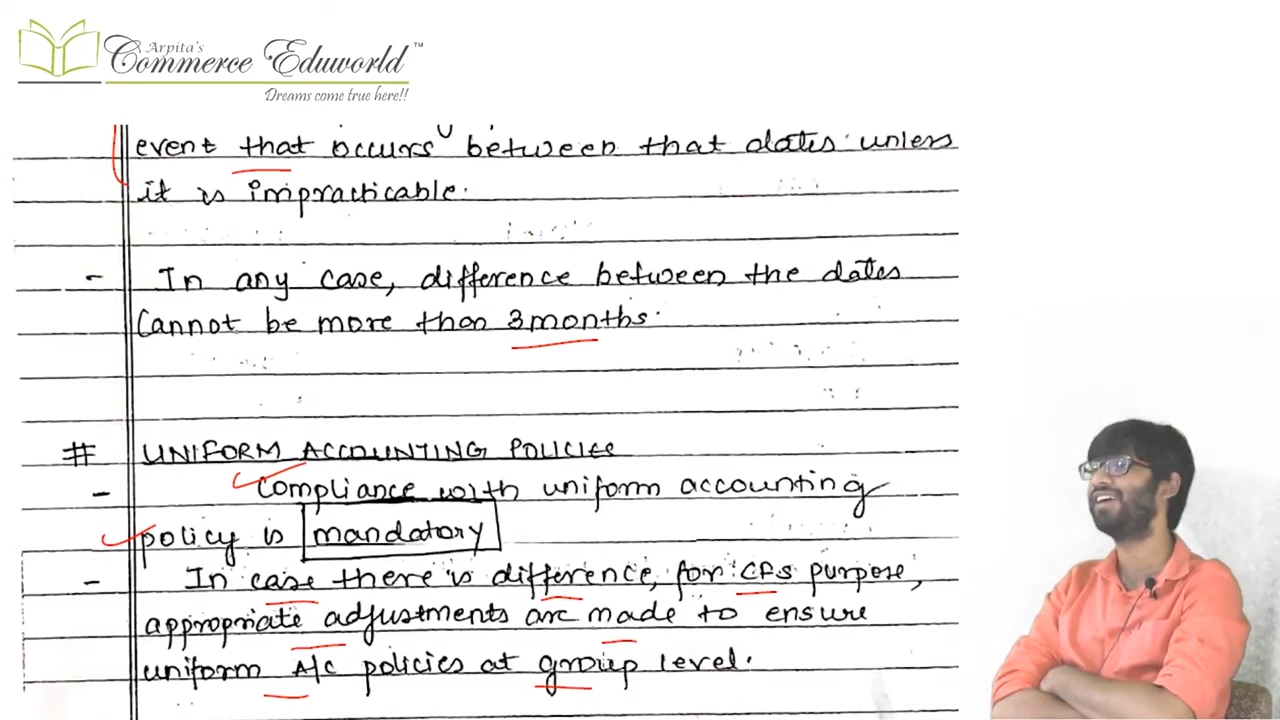 Arpita's
Commerce Eduworld™
Dreams come true here!!
event that occurs between that dates unless
it is impracticable.
- In any case, difference between the dates
cannot be more than 3 months.
# UNIFORM ACCOUNTING POLICIES
- Compliance with uniform accounting
policy is mandatory
- In case there is difference, for CFS purpose,
appropriate adjustments are made to ensure
uniform A/c policies at group level.